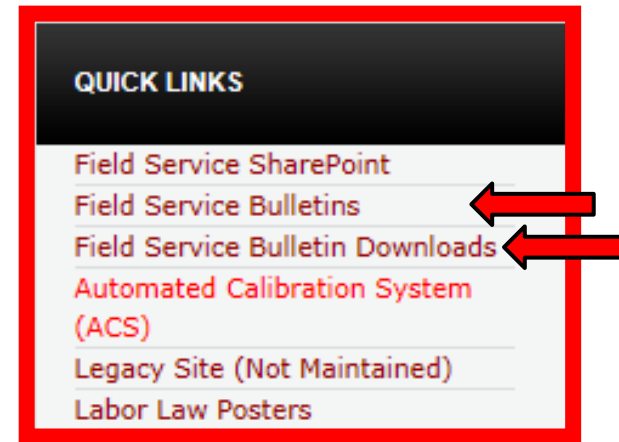 QUICK LINKS
Field Service SharePoint
Field Service Bulletins
Field Service Bulletin Downloads
Automated Calibration System
(ACS)
Legacy Site (Not Maintained)
Labor Law Posters